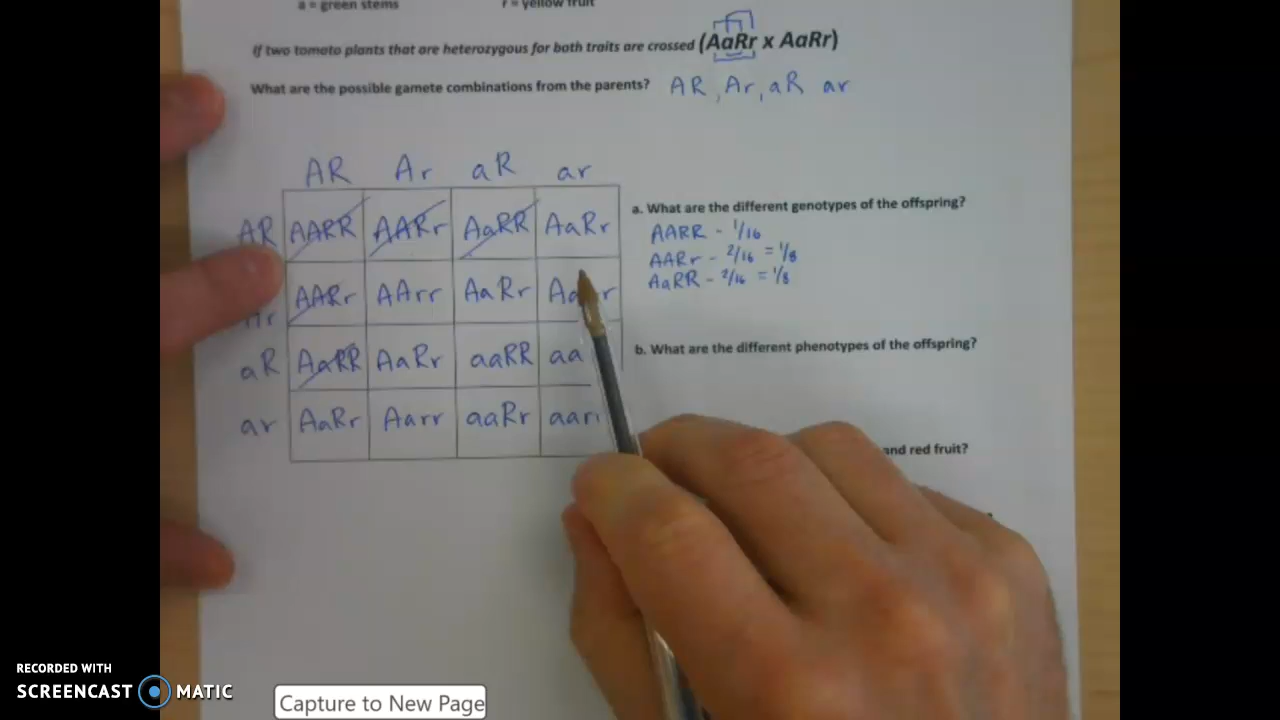 a = green stems r = yellow fruit
If two tomato plants that are heterozygous for both traits are crossed (AaRr x AaRr)
What are the possible gamete combinations from the parents? AR, Ar, aR ar
AR Ar aR ar
AR AARR AARr AaRR AaRr
Ar AARr AArr AaRr
aR AaRR AaRr aaRR aa
ar AaRr Aarr aaRr
a. What are the different genotypes of the offspring?
AARR - 1/16
AARr - 2/16 = 1/8
AaRR - 2/16 = 1/8
b. What are the different phenotypes of the offspring?
and red fruit?
RECORDED WITH
SCREENCAST MATIC
Capture to New Page